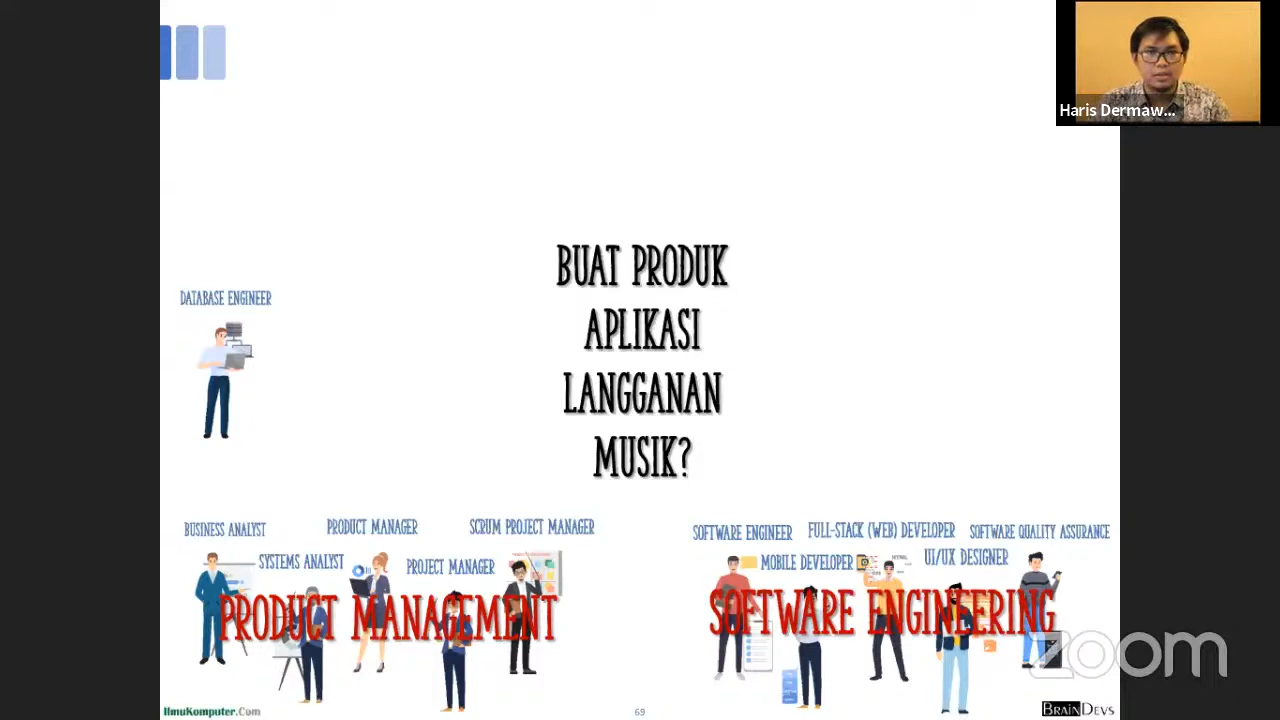 Haris Dermaw...
BUAT PRODUK
APLIKASI
LANGGANAN
MUSIK?
DATABASE ENGINEER
BUSINESS ANALYST
PRODUCT MANAGER
SCRUM PROJECT MANAGER
SYSTEMS ANALYST
PROJECT MANAGER
PRODUCT MANAGEMENT
SOFTWARE ENGINEER
FULL-STACK (WEB) DEVELOPER
SOFTWARE QUALITY ASSURANCE
MOBILE DEVELOPER
UI/UX DESIGNER
SOFTWARE ENGINEERING
zoom
IlmuKomputer.Com
69
BRAINDEVS